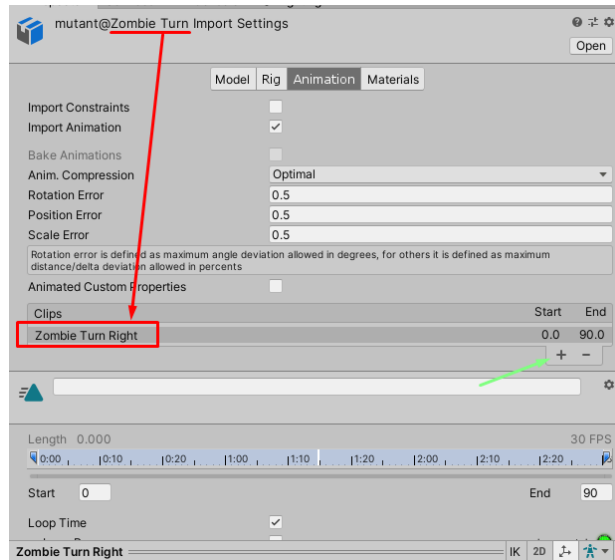 mutant@Zombie Turn Import Settings
Open
Model Rig Animation Materials
Import Constraints
Import Animation
Bake Animations
Anim. Compression Optimal
Rotation Error 0.5
Position Error 0.5
Scale Error 0.5
Rotation error is defined as maximum angle deviation allowed in degrees, for others it is defined as maximum
distance/delta deviation allowed in percents
Animated Custom Properties
Clips Start End
Zombie Turn Right 0.0 90.0
+ −
Length 0.000 30 FPS
0:00 0:10 0:20 1:00 1:10 1:20 2:00 2:10 2:20
Start 0 End 90
Loop Time
Zombie Turn Right IK 2D